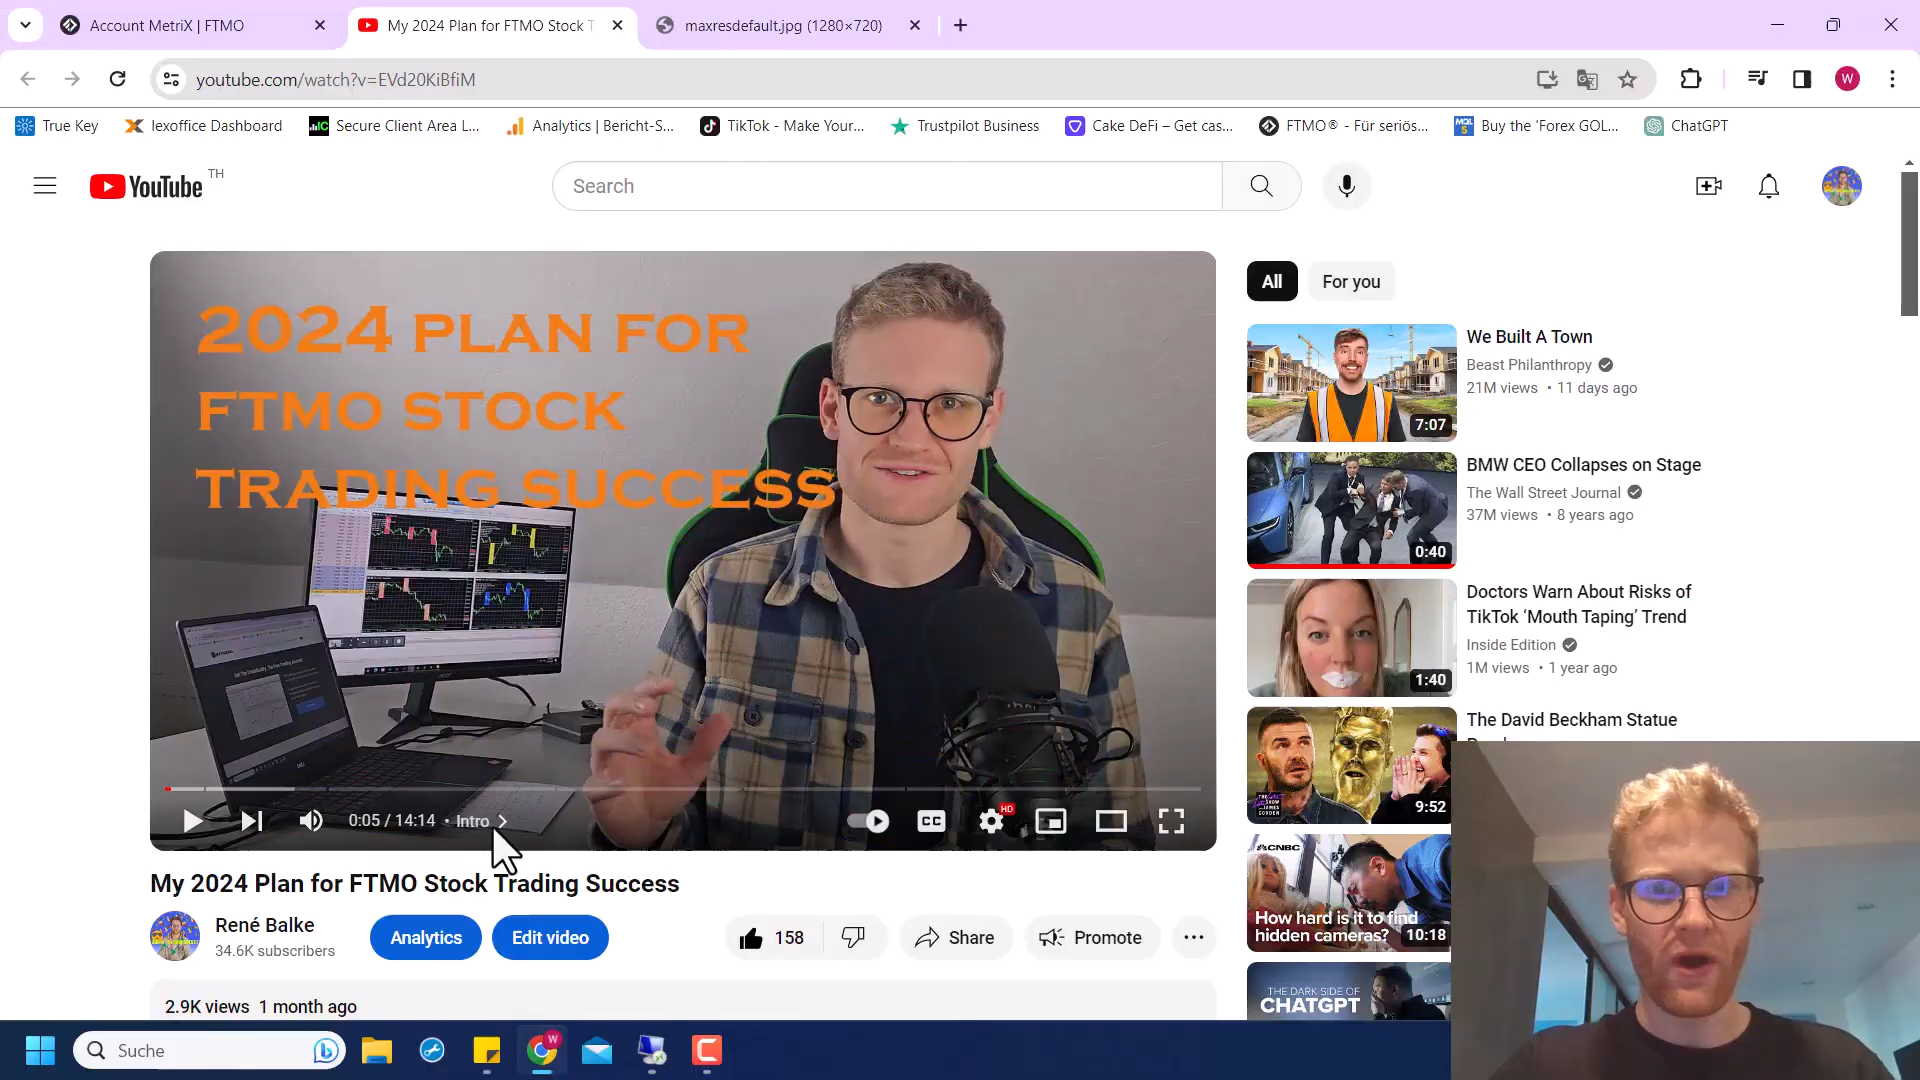 Account MetriX | FTMO
My 2024 Plan for FTMO Stock T
maxresdefault.jpg (1280×720)
youtube.com/watch?v=EVd20KiBfiM
W
True Key
lexoffice Dashboard
Secure Client Area L...
Analytics | Bericht-S...
TikTok - Make Your...
Trustpilot Business
Cake DeFi – Get cas...
FTMO® - Für seriös...
Buy the 'Forex GOL...
ChatGPT
YouTube TH
Search
2024 PLAN FOR
FTMO STOCK
TRADING SUCCESS
0:05 / 14:14 • Intro
CC
HD
My 2024 Plan for FTMO Stock Trading Success
René Balke
34.6K subscribers
Analytics
Edit video
158
Share
Promote
2.9K views 1 month ago
All
For you
We Built A Town
Beast Philanthropy
21M views • 11 days ago
7:07
BMW CEO Collapses on Stage
The Wall Street Journal
37M views • 8 years ago
0:40
Doctors Warn About Risks of
TikTok ‘Mouth Taping’ Trend
Inside Edition
1M views • 1 year ago
1:40
The David Beckham Statue
9:52
CNBC
How hard is it to find
hidden cameras?
10:18
THE DARK SIDE OF
CHATGPT
Suche
W